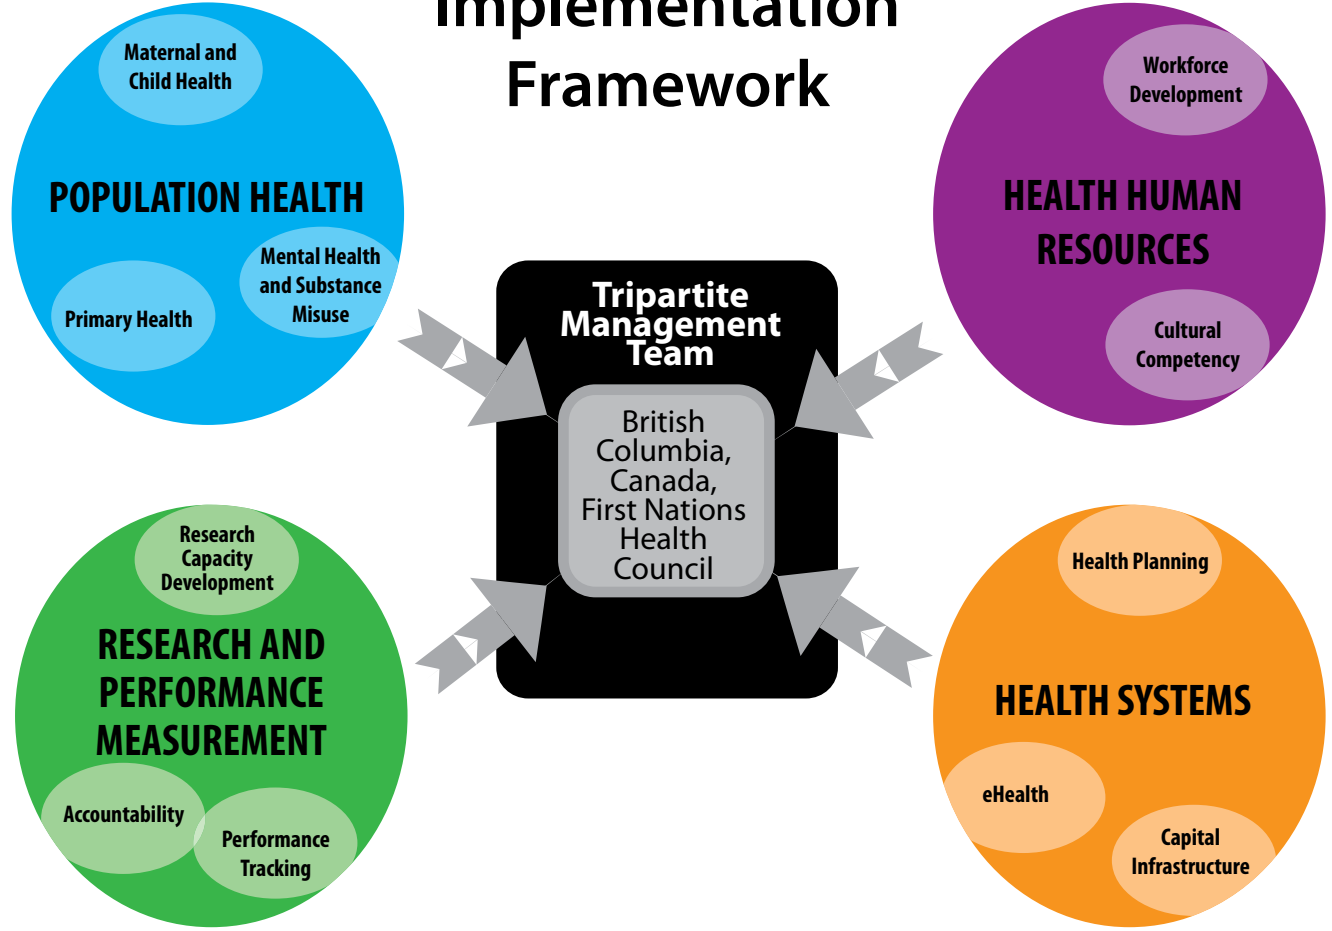 Implementation
Framework
Maternal and
Child Health
POPULATION HEALTH
Mental Health
and Substance
Misuse
Primary Health
Workforce
Development
HEALTH HUMAN
RESOURCES
Cultural
Competency
Tripartite
Management
Team
British
Columbia,
Canada,
First Nations
Health
Council
Research
Capacity
Development
RESEARCH AND
PERFORMANCE
MEASUREMENT
Accountability
Performance
Tracking
Health Planning
HEALTH SYSTEMS
eHealth
Capital
Infrastructure